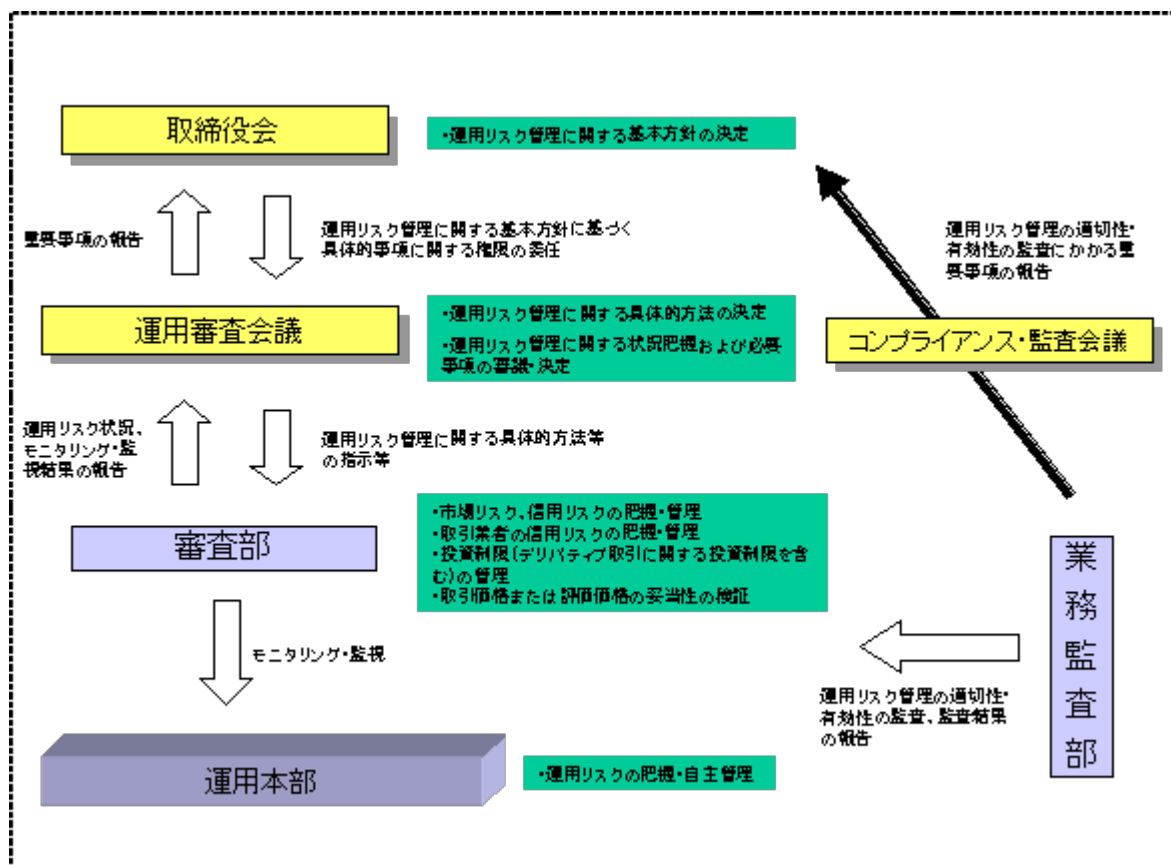 取締役会
・運用リスク管理に関する基本方針の決定
重要事項の報告
運用リスク管理に関する基本方針に基づく
具体的事項に関する権限の委任
運用リスク管理の適切性・
有効性の監査にかかる重
要事項の報告
運用審査会議
・運用リスク管理に関する具体的方法の決定
・運用リスク管理に関する状況把握および必要
事項の審議・決定
コンプライアンス・監査会議
運用リスク状況、
モニタリング・監
視結果の報告
運用リスク管理に関する具体的方法等
の指示等
審査部
・市場リスク、信用リスクの把握・管理
・取引業者の信用リスクの把握・管理
・投資制限(デリバティブ取引に関する投資制限を含
む)の管理
・取引価格または評価価格の妥当性の検証
業務監査部
モニタリング・監視
運用リスク管理の適切性・
有効性の監査、監査結果
の報告
運用本部
・運用リスクの把握・自主管理